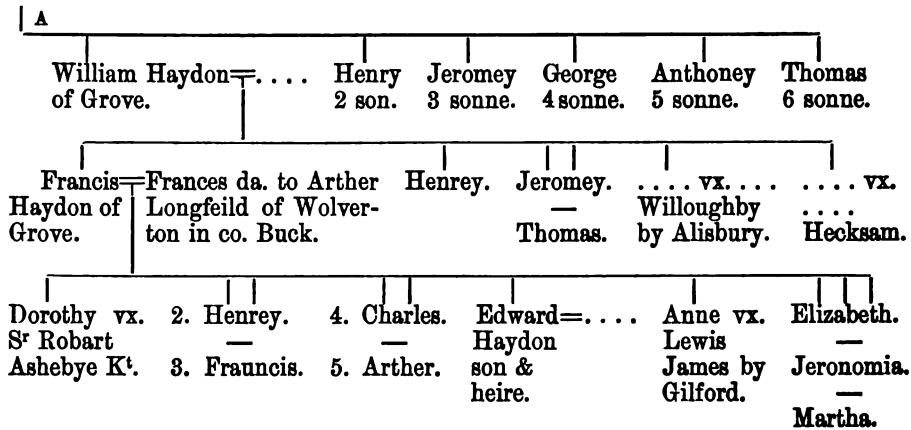 A
William Haydon=.... Henry Jeromey George Anthoney Thomas
of Grove. 2 son. 3 sonne. 4 sonne. 5 sonne. 6 sonne.
Francis=Frances da. to Arther Henrey. Jeromey. .... vx..... .... vx.
Haydon of Longfeild of Wolver- — Willoughby ....
Grove. ton in co. Buck. Thomas. by Alisbury. Hecksam.
Dorothy vx. 2. Henrey. 4. Charles. Edward=.... Anne vx. Elizabeth.
Sr Robart — — Haydon Lewis —
Ashebye Kt. 3. Frauncis. 5. Arther. son & James by Jeronomia.
heire. Gilford. —
Martha.